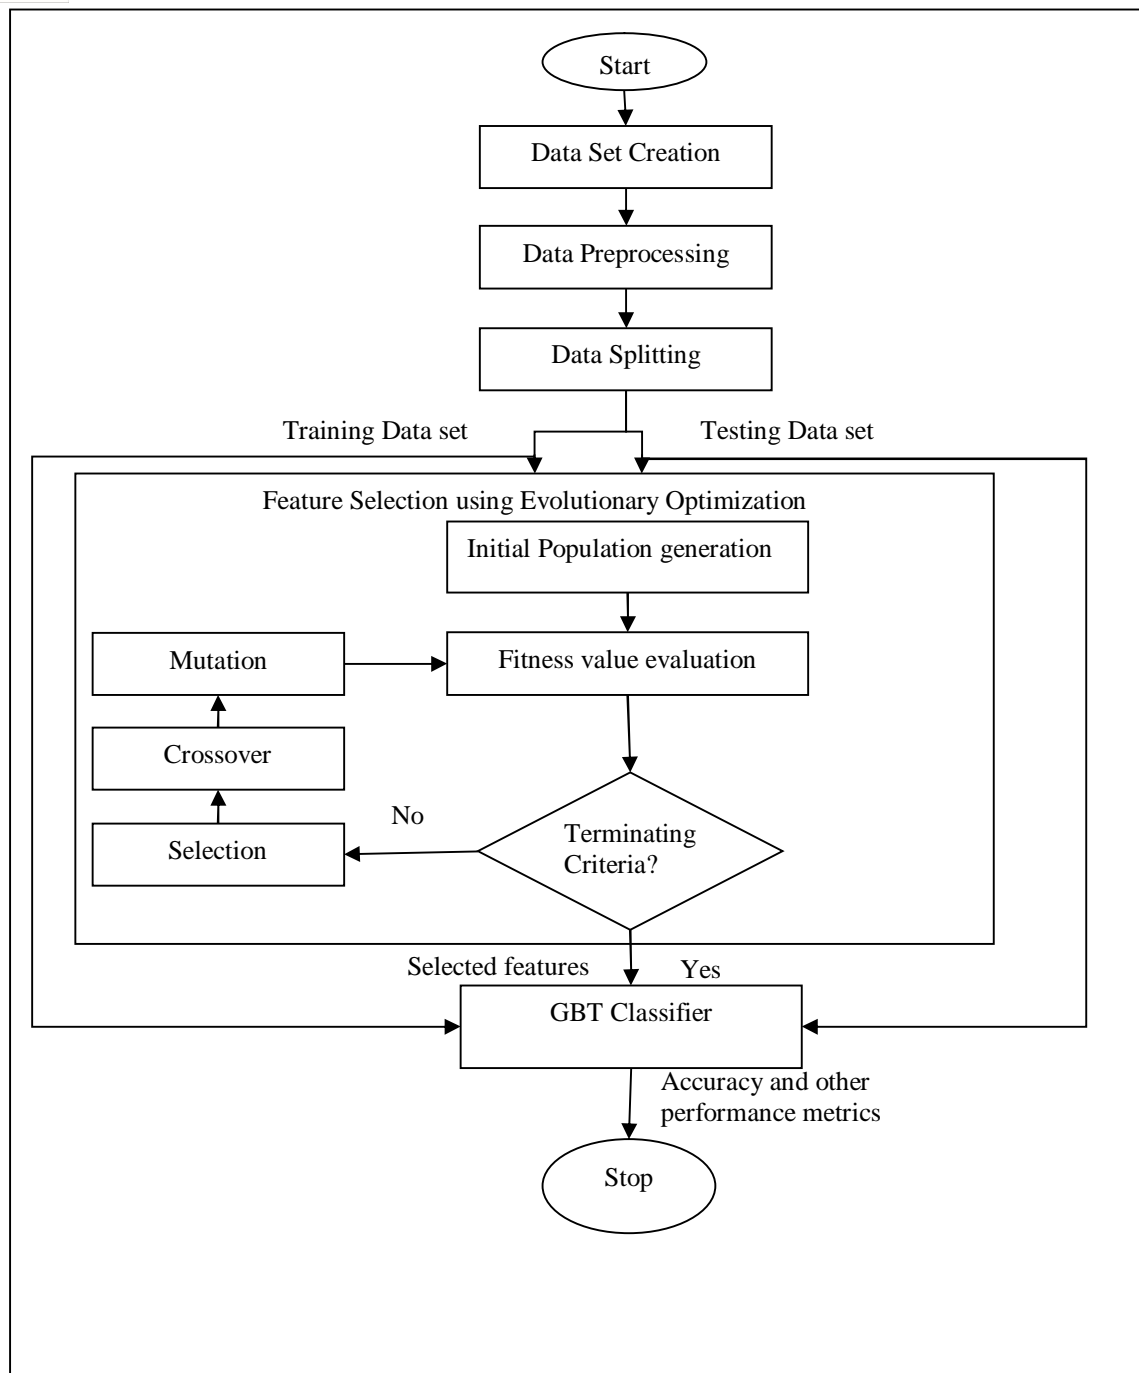 Start
Data Set Creation
Data Preprocessing
Data Splitting
Training Data set
Testing Data set
Feature Selection using Evolutionary Optimization
Initial Population generation
Mutation
Fitness value evaluation
Crossover
No
Selection
Terminating
Criteria?
Selected features
Yes
GBT Classifier
Accuracy and other
performance metrics
Stop